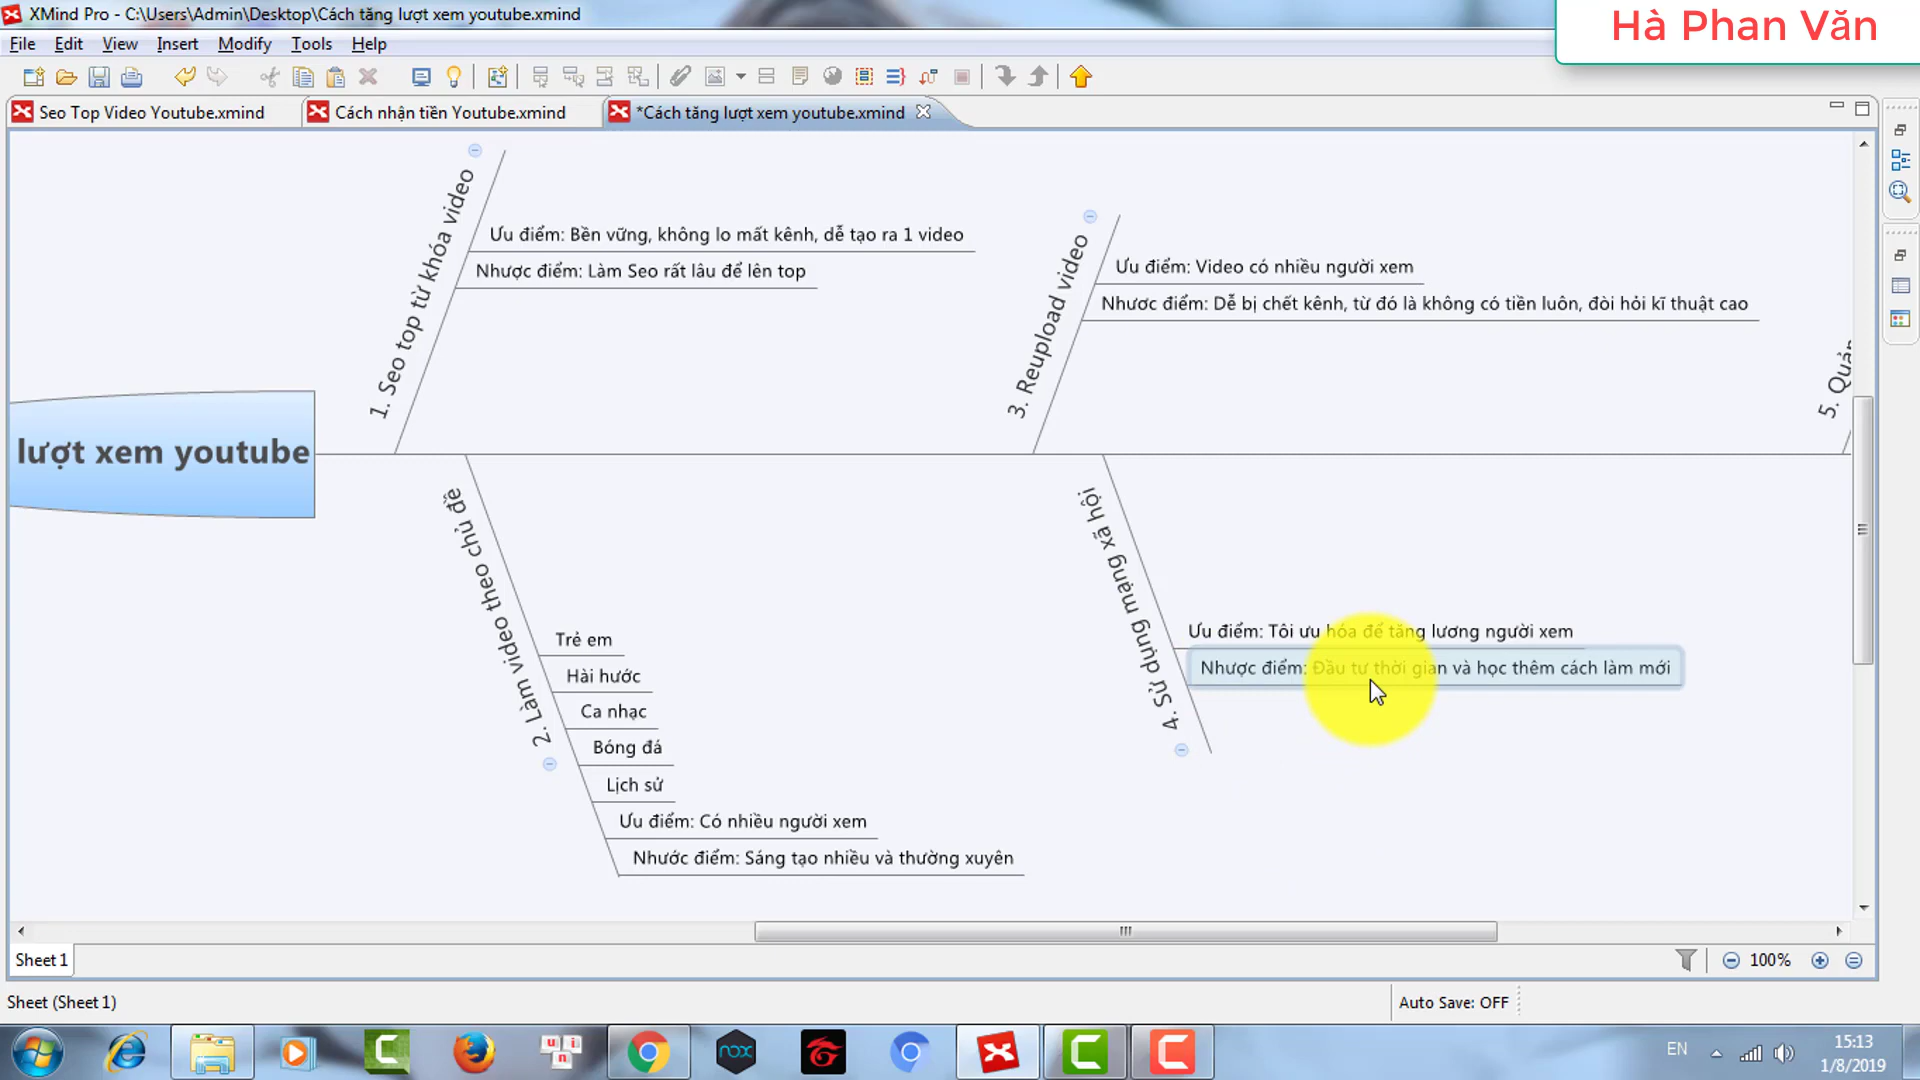 XMind Pro - C:\Users\Admin\Desktop\Cách tăng lượt xem youtube.xmind
Hà Phan Văn
File Edit View Insert Modify Tools Help
Seo Top Video Youtube.xmind
Cách nhận tiền Youtube.xmind
*Cách tăng lượt xem youtube.xmind
lượt xem youtube
1. Seo top từ khóa video
Ưu điểm: Bền vững, không lo mất kênh, dễ tạo ra 1 video
Nhược điểm: Làm Seo rất lâu để lên top
3. Reupload video
Ưu điểm: Video có nhiều người xem
Nhươc điểm: Dễ bị chết kênh, từ đó là không có tiền luôn, đòi hỏi kĩ thuật cao
5. Quản
2. Làm video theo chủ đề
Trẻ em
Hài hước
Ca nhạc
Bóng đá
Lịch sử
Ưu điểm: Có nhiều người xem
Nhước điểm: Sáng tạo nhiều và thường xuyên
4. Sử dụng mạng xã hội
Ưu điểm: Tôi ưu hóa để tăng lương người xem
Nhược điểm: Đầu tư thời gian và học thêm cách làm mới
Sheet 1
100%
Sheet (Sheet 1)
Auto Save: OFF
u i n
nox
EN
15:13
1/8/2019